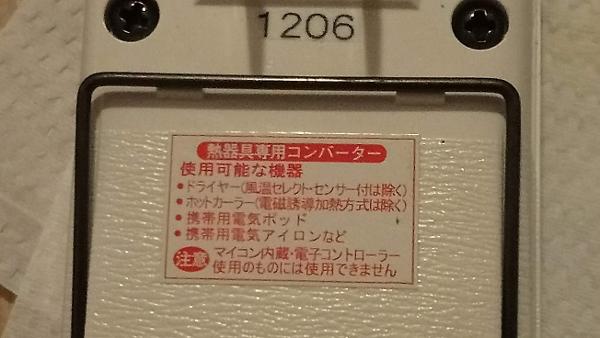 1206
熱器具専用コンバーター
使用可能な機器
・ドライヤー(風温セレクト・センサー付は除く)
・ホットカーラー(電磁誘導加熱方式は除く)
・携帯用電気ポッド
・携帯用電気アイロンなど
注意 マイコン内蔵・電子コントローラー
使用のものには使用できません